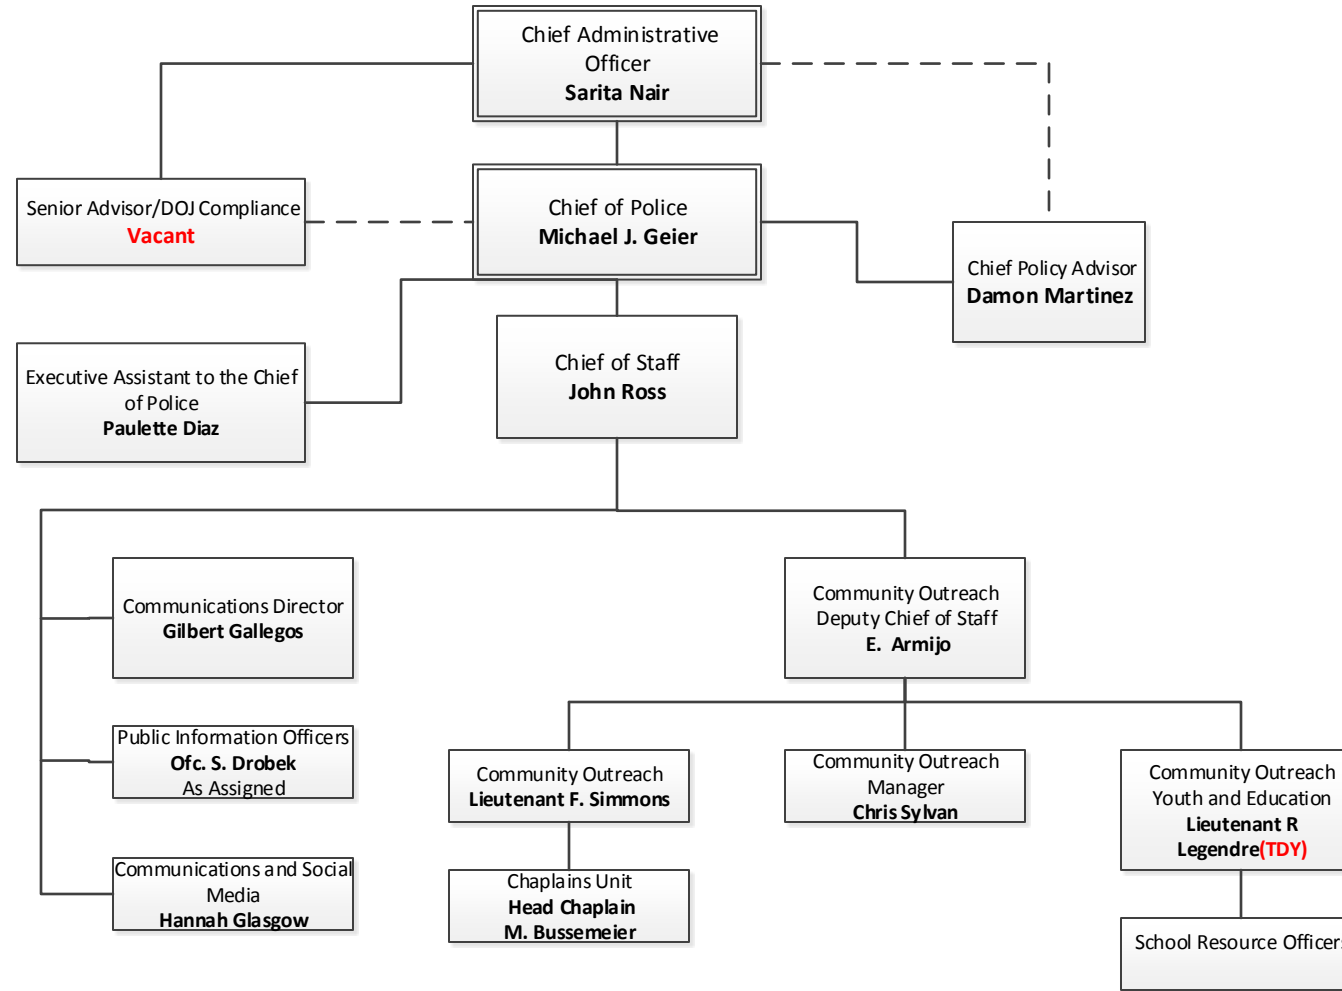 Chief Administrative
Officer
Sarita Nair
Senior Advisor/DOJ Compliance
Vacant
Chief of Police
Michael J. Geier
Chief Policy Advisor
Damon Martinez
Executive Assistant to the Chief
of Police
Paulette Diaz
Chief of Staff
John Ross
Communications Director
Gilbert Gallegos
Public Information Officers
Ofc. S. Drobek
As Assigned
Communications and Social
Media
Hannah Glasgow
Community Outreach
Deputy Chief of Staff
E. Armijo
Community Outreach
Lieutenant F. Simmons
Chaplains Unit
Head Chaplain
M. Bussemeier
Community Outreach
Manager
Chris Sylvan
Community Outreach
Youth and Education
Lieutenant R
Legendre(TDY)
School Resource Officers